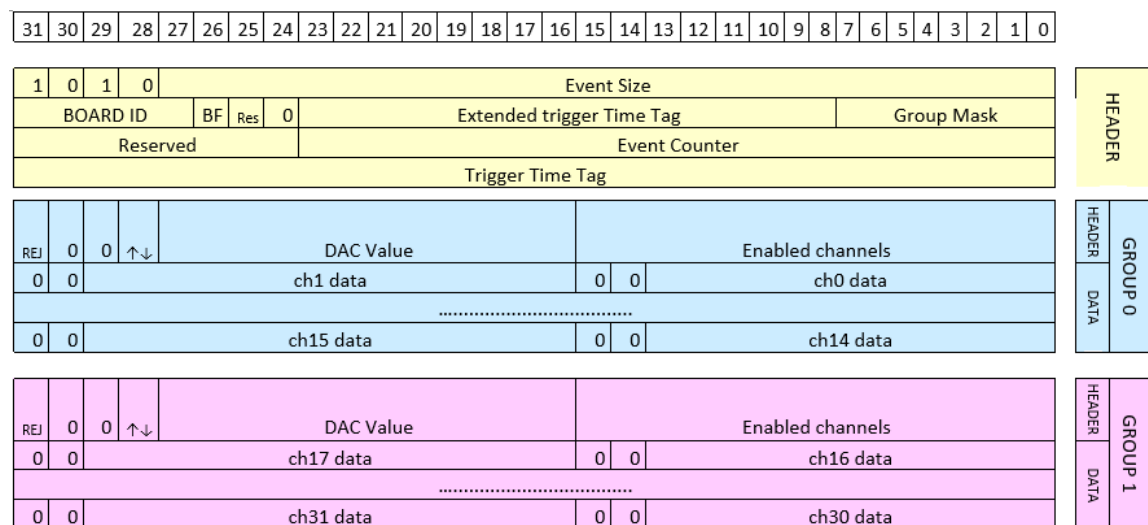 31 30 29 28 27 26 25 24 23 22 21 20 19 18 17 16 15 14 13 12 11 10 9 8 7 6 5 4 3 2 1 0
1 0 1 0 Event Size
BOARD ID BF Res 0 Extended trigger Time Tag Group Mask
Reserved Event Counter
Trigger Time Tag
HEADER
REJ 0 0 ↑↓ DAC Value Enabled channels
0 0 ch1 data 0 0 ch0 data
.....................................
0 0 ch15 data 0 0 ch14 data
HEADER
DATA
GROUP 0
REJ 0 0 ↑↓ DAC Value Enabled channels
0 0 ch17 data 0 0 ch16 data
.....................................
0 0 ch31 data 0 0 ch30 data
HEADER
DATA
GROUP 1